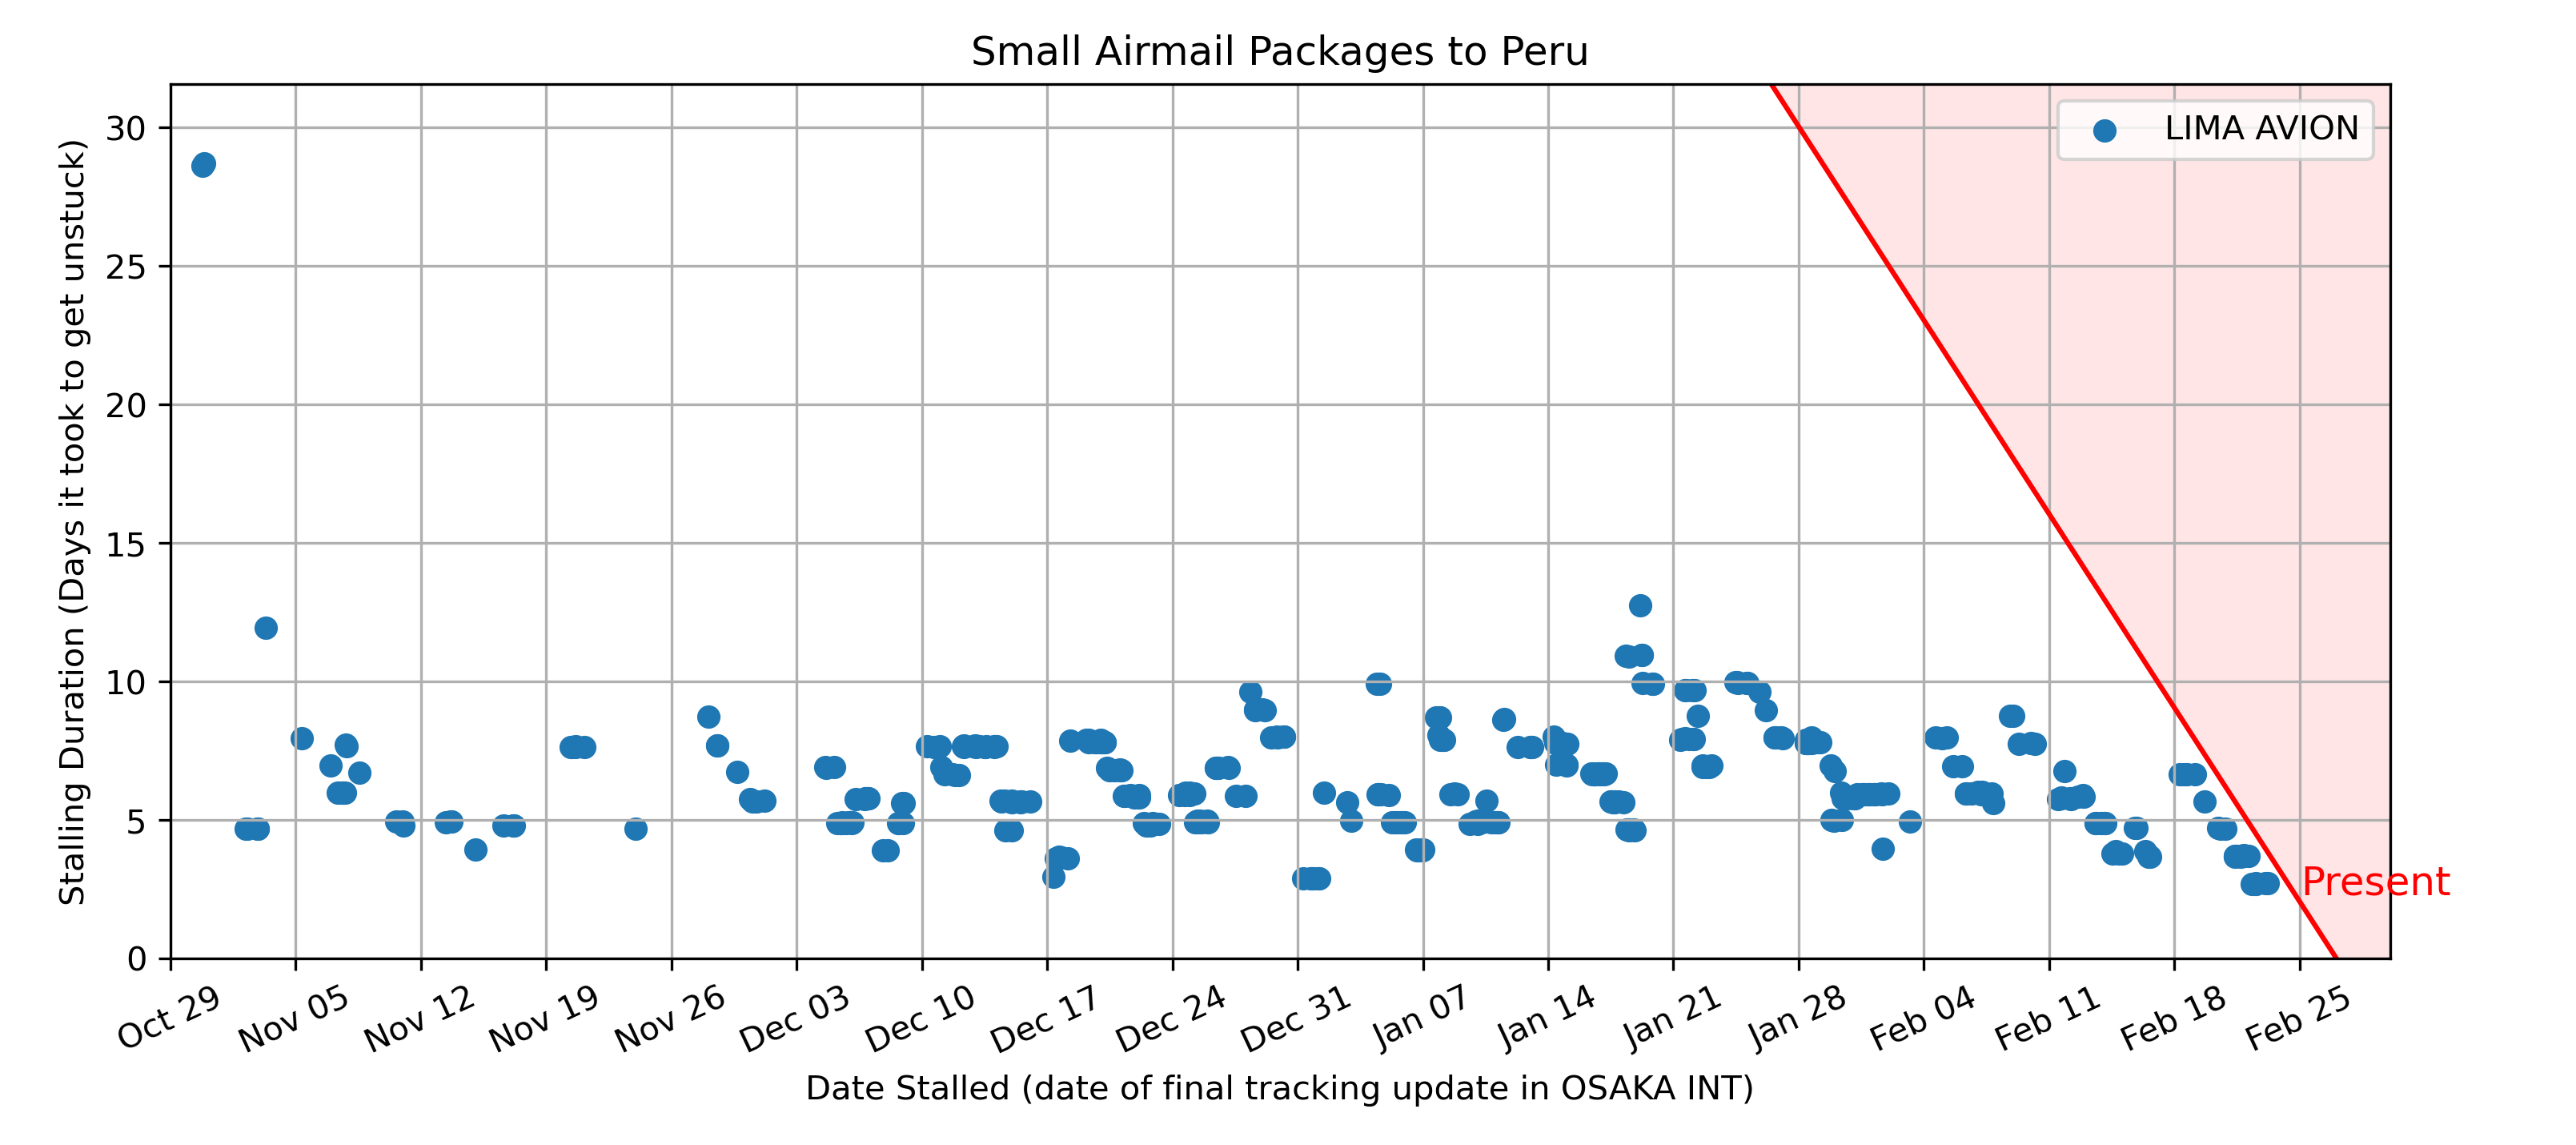 Small Airmail Packages to Peru
LIMA AVION
Stalling Duration (Days it took to get unstuck)
30
25
20
15
10
5
0
Present
Oct 29
Nov 05
Nov 12
Nov 19
Nov 26
Dec 03
Dec 10
Dec 17
Dec 24
Dec 31
Jan 07
Jan 14
Jan 21
Jan 28
Feb 04
Feb 11
Feb 18
Feb 25
Date Stalled (date of final tracking update in OSAKA INT)